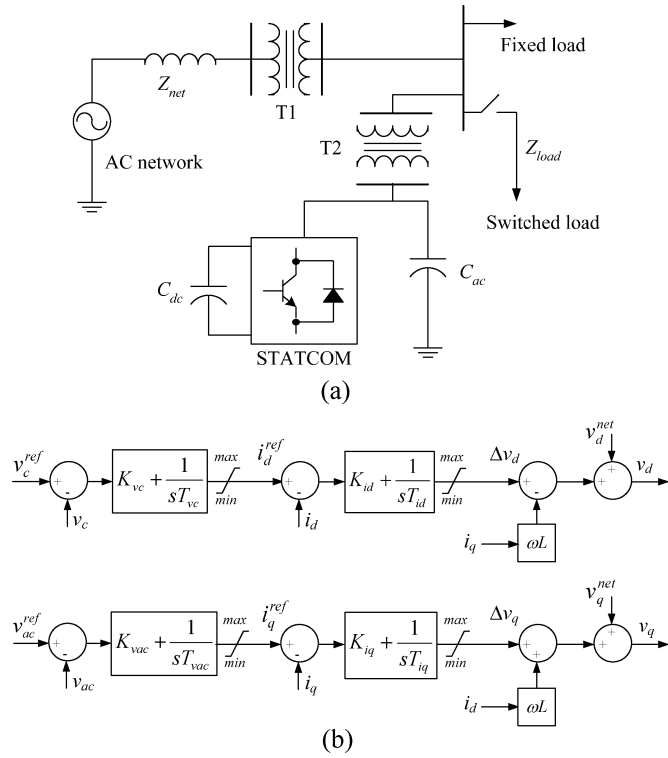 Fixed load
Z_net
T1
T2
Z_load
AC network
Switched load
C_dc
C_ac
STATCOM
(a)
v_c^ref + - v_c
K_vc + 1/sT_vc
max
min
i_d^ref + - i_d
K_id + 1/sT_id
max
min
Δv_d + - i_q ωL
v_d^net + + v_d
v_ac^ref + - v_ac
K_vac + 1/sT_vac
max
min
i_q^ref + - i_q
K_iq + 1/sT_iq
max
min
Δv_q + + i_d ωL
v_q^net + + v_q
(b)